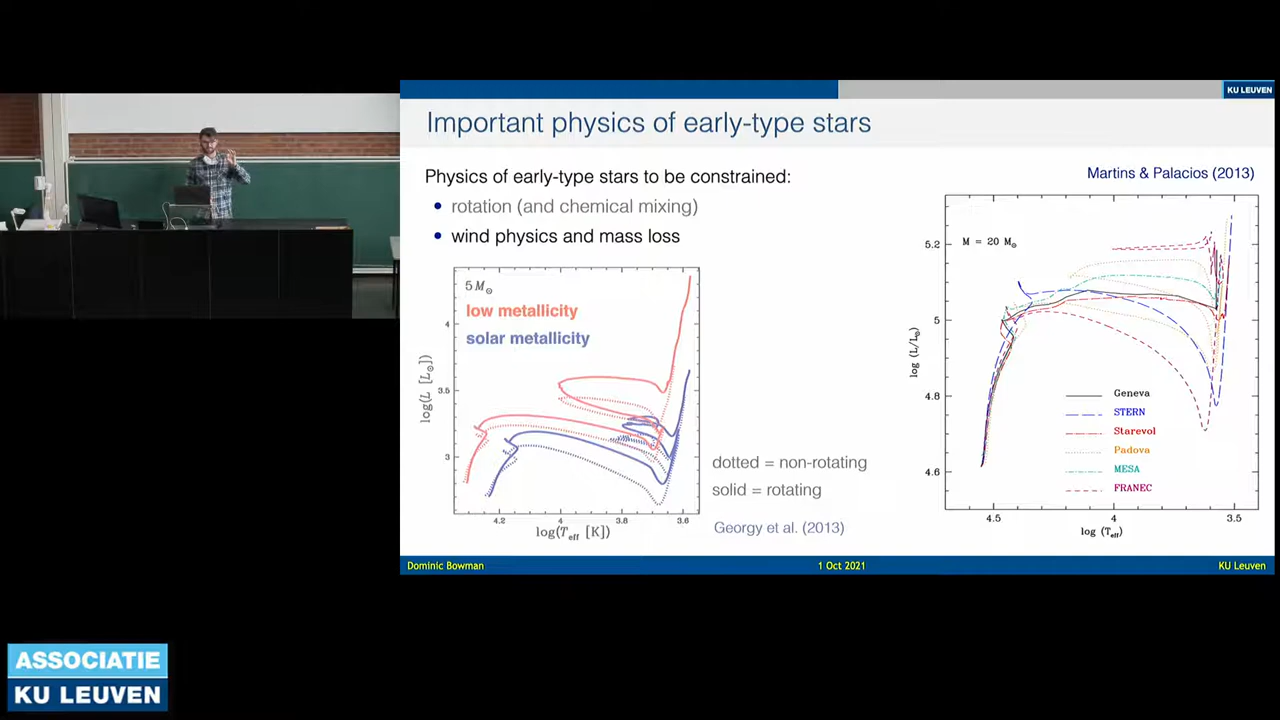 KU LEUVEN
Important physics of early-type stars
Physics of early-type stars to be constrained:
• rotation (and chemical mixing)
• wind physics and mass loss
5 M⊙
low metallicity
solar metallicity
4
3.5
3
log(L [L⊙])
4.2 4 3.8 3.6
log(Teff [K])
dotted = non-rotating
solid = rotating
Georgy et al. (2013)
Martins & Palacios (2013)
M = 20 M⊙
5.2
5
4.8
4.6
log (L/L⊙)
Geneva
STERN
Starevol
Padova
MESA
FRANEC
4.5 4 3.5
log (Teff)
Dominic Bowman 1 Oct 2021 KU Leuven
ASSOCIATIE
KU LEUVEN